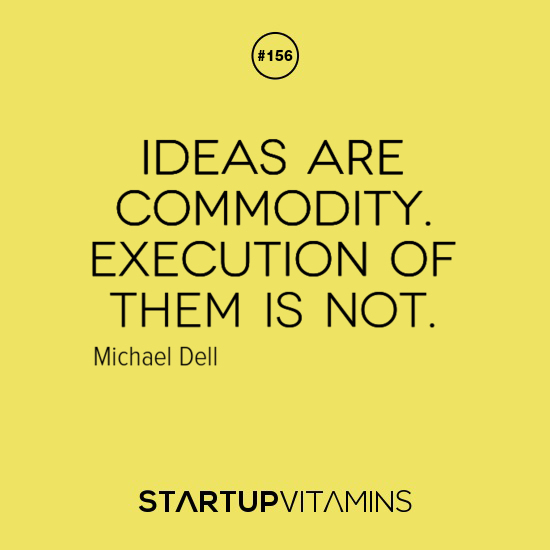 #156
IDEAS ARE
COMMODITY.
EXECUTION OF
THEM IS NOT.
Michael Dell
STARTUPVITAMINS